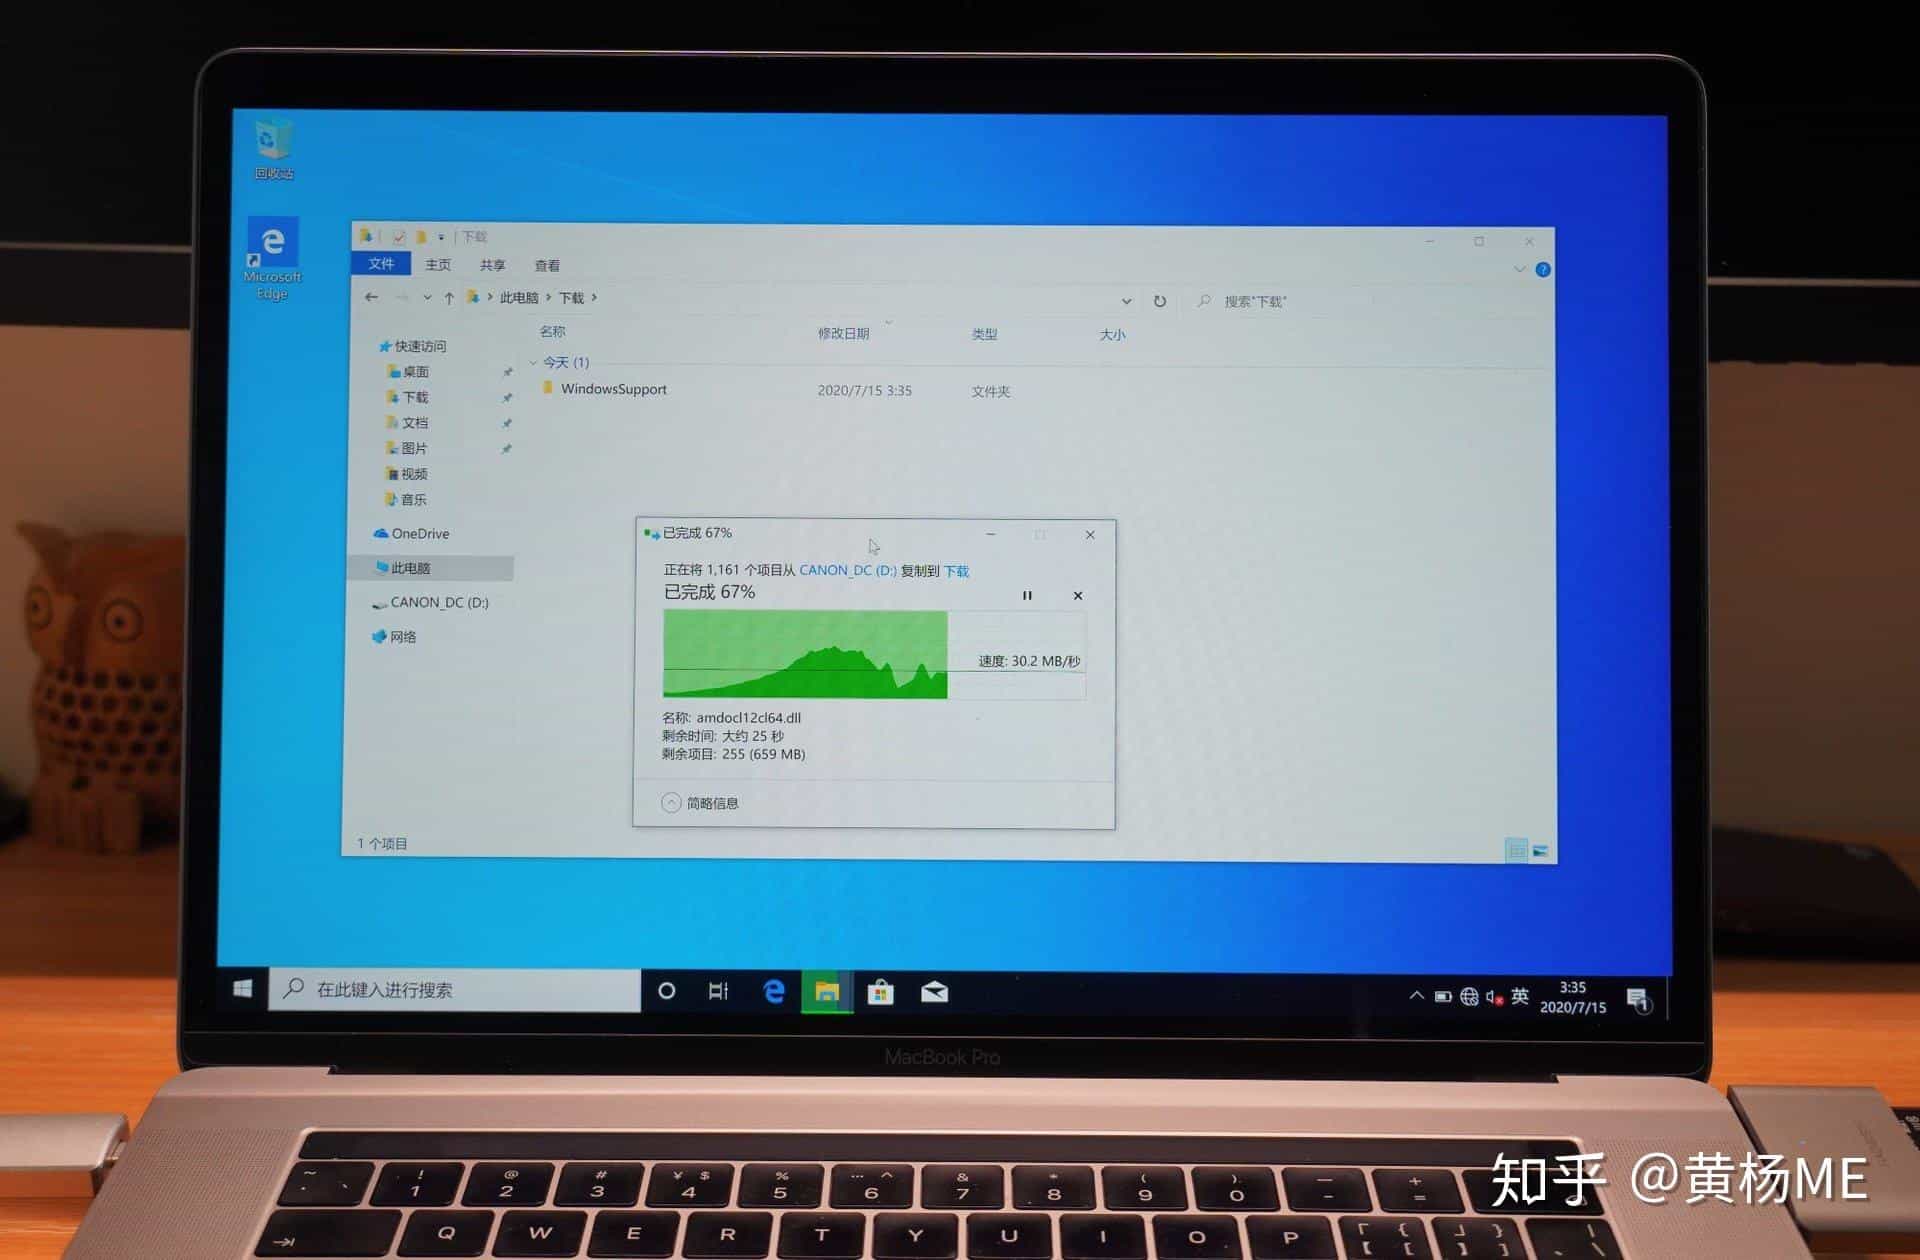 回收站
Microsoft
Edge
下载
文件 主页 共享 查看
此电脑 › 下载 ›
搜索"下载"
名称 修改日期 类型 大小
今天 (1)
WindowsSupport 2020/7/15 3:35 文件夹
快速访问
桌面
下载
文档
图片
视频
音乐
OneDrive
此电脑
CANON_DC (D:)
网络
1 个项目
已完成 67%
正在将 1,161 个项目从 CANON_DC (D:) 复制到 下载
已完成 67%
速度: 30.2 MB/秒
名称: amdocl12cl64.dll
剩余时间: 大约 25 秒
剩余项目: 255 (659 MB)
简略信息
在此键入进行搜索
英
3:35
2020/7/15
1
MacBook Pro
~ ! @ # ¥ $ % … ^ & * ( ) — +
· ` 1 2 3 4 5 6 7 8 9 0 - =
Q W E R T Y U I O P
知乎 @黄杨ME